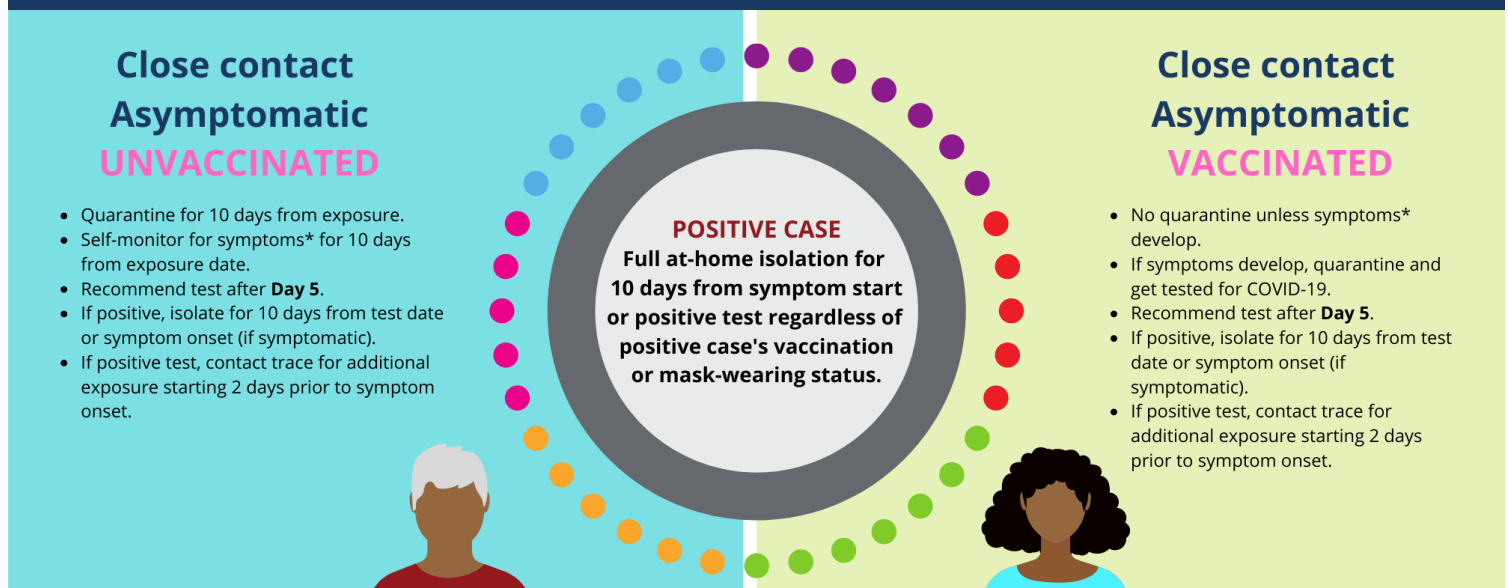 Close contact
Asymptomatic
UNVACCINATED
• Quarantine for 10 days from exposure.
• Self-monitor for symptoms* for 10 days
from exposure date.
• Recommend test after Day 5.
• If positive, isolate for 10 days from test date
or symptom onset (if symptomatic).
• If positive test, contact trace for additional
exposure starting 2 days prior to symptom
onset.
POSITIVE CASE
Full at-home isolation for
10 days from symptom start
or positive test regardless of
positive case's vaccination
or mask-wearing status.
Close contact
Asymptomatic
VACCINATED
• No quarantine unless symptoms*
develop.
• If symptoms develop, quarantine and
get tested for COVID-19.
• Recommend test after Day 5.
• If positive, isolate for 10 days from test
date or symptom onset (if
symptomatic).
• If positive test, contact trace for
additional exposure starting 2 days
prior to symptom onset.